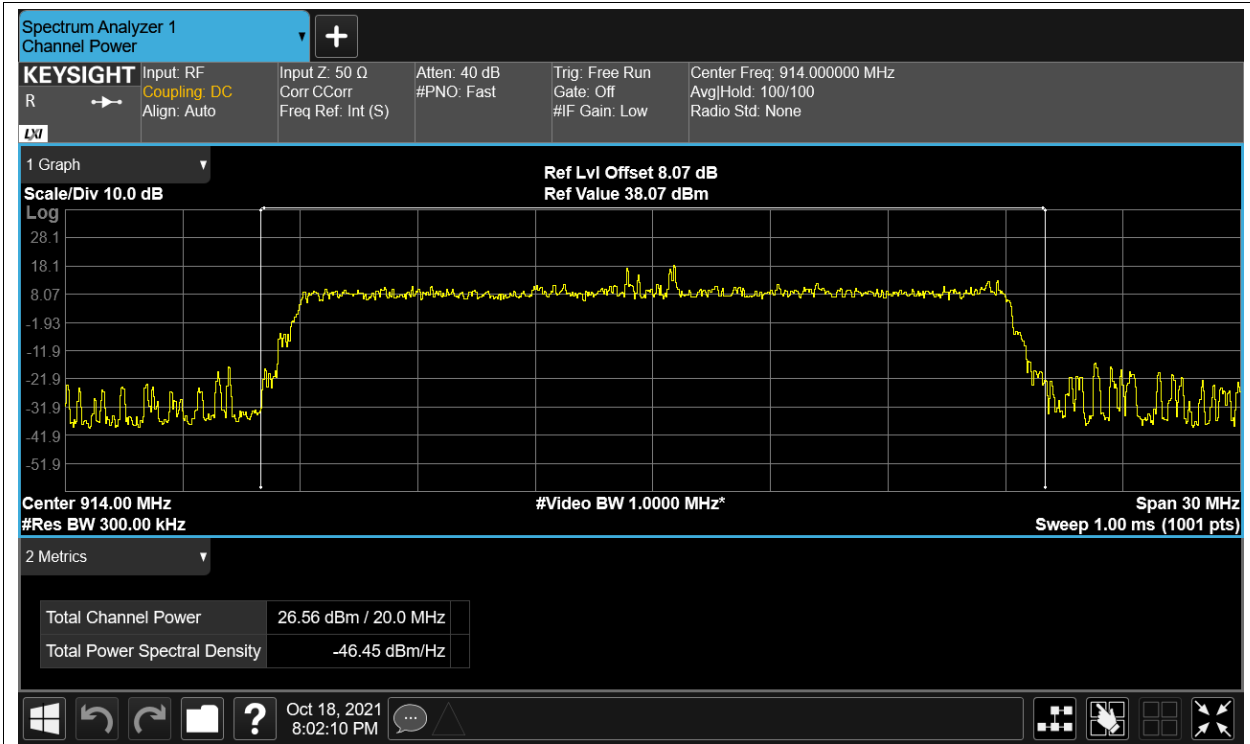 Spectrum Analyzer 1
Channel Power
▼
+
KEYSIGHT
R
LXI
Input: RF
Coupling: DC
Align: Auto
Input Z: 50 Ω
Corr CCorr
Freq Ref: Int (S)
Atten: 40 dB
#PNO: Fast
Trig: Free Run
Gate: Off
#IF Gain: Low
Center Freq: 914.000000 MHz
Avg|Hold: 100/100
Radio Std: None
1 Graph
Scale/Div 10.0 dB
Ref Lvl Offset 8.07 dB
Ref Value 38.07 dBm
Log
28.1
18.1
8.07
-1.93
-11.9
-21.9
-31.9
-41.9
-51.9
Center 914.00 MHz
#Res BW 300.00 kHz
#Video BW 1.0000 MHz*
Span 30 MHz
Sweep 1.00 ms (1001 pts)
2 Metrics
Total Channel Power 26.56 dBm / 20.0 MHz
Total Power Spectral Density -46.45 dBm/Hz
?
Oct 18, 2021
8:02:10 PM